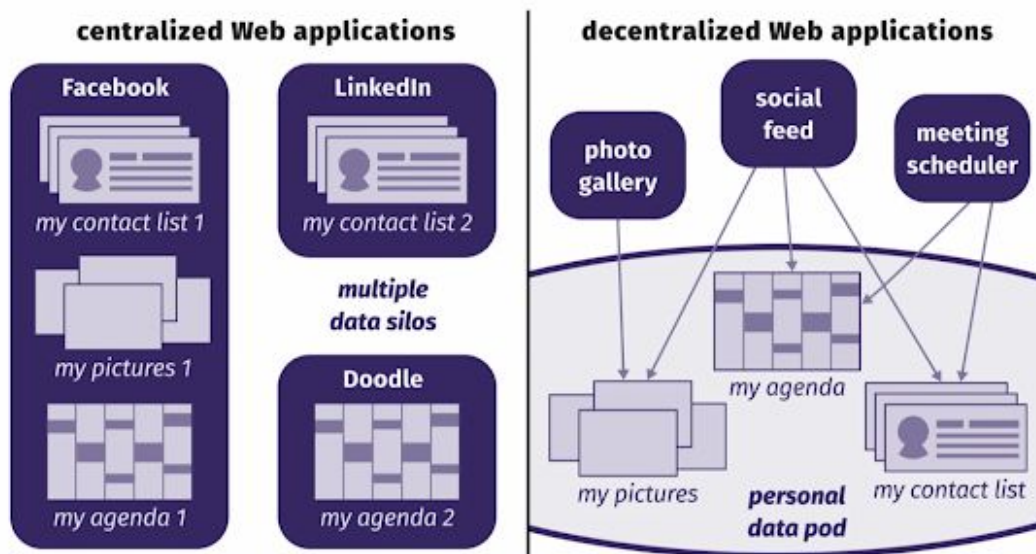 centralized Web applications
Facebook
my contact list 1
my pictures 1
my agenda 1
LinkedIn
my contact list 2
multiple
data silos
Doodle
my agenda 2
decentralized Web applications
photo
gallery
social
feed
meeting
scheduler
my agenda
my pictures
my contact list
personal
data pod